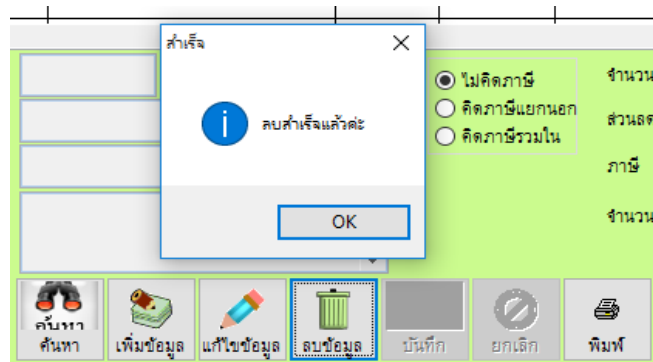 สำเร็จ
ลบสำเร็จแล้วค่ะ
OK
ไม่คิดภาษี
คิดภาษีแยกนอก
คิดภาษีรวมใน
จำนวน
ส่วนลด
ภาษี
จำนวน
ค้นหา
ค้นหา
เพิ่มข้อมูล
แก้ไขข้อมูล
ลบข้อมูล
บันทึก
ยกเลิก
พิมพ์